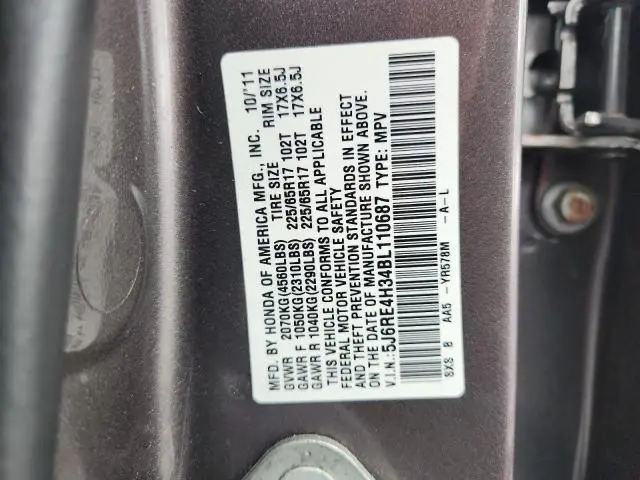 MFD. BY HONDA OF AMERICA MFG., INC. 10/'11
GVWR 2070KG(4560LBS) TIRE SIZE RIM SIZE
GAWR F 1050KG(2310LBS) 225/65R17 102T 17X6.5J
GAWR R 1040KG(2290LBS) 225/65R17 102T 17X6.5J
THIS VEHICLE CONFORMS TO ALL APPLICABLE
FEDERAL MOTOR VEHICLE SAFETY
AND THEFT PREVENTION STANDARDS IN EFFECT
ON THE DATE OF MANUFACTURE SHOWN ABOVE.
V.I.N.:5J6RE4H34BL110687 TYPE: MPV
SXS B AA5 -YR578M -A-L